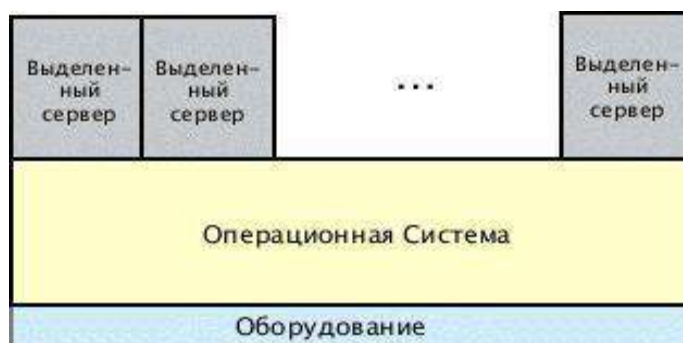 Выделен- Выделен- Выделен-
ный ный ... ный
сервер сервер сервер
Операционная Система
Оборудование